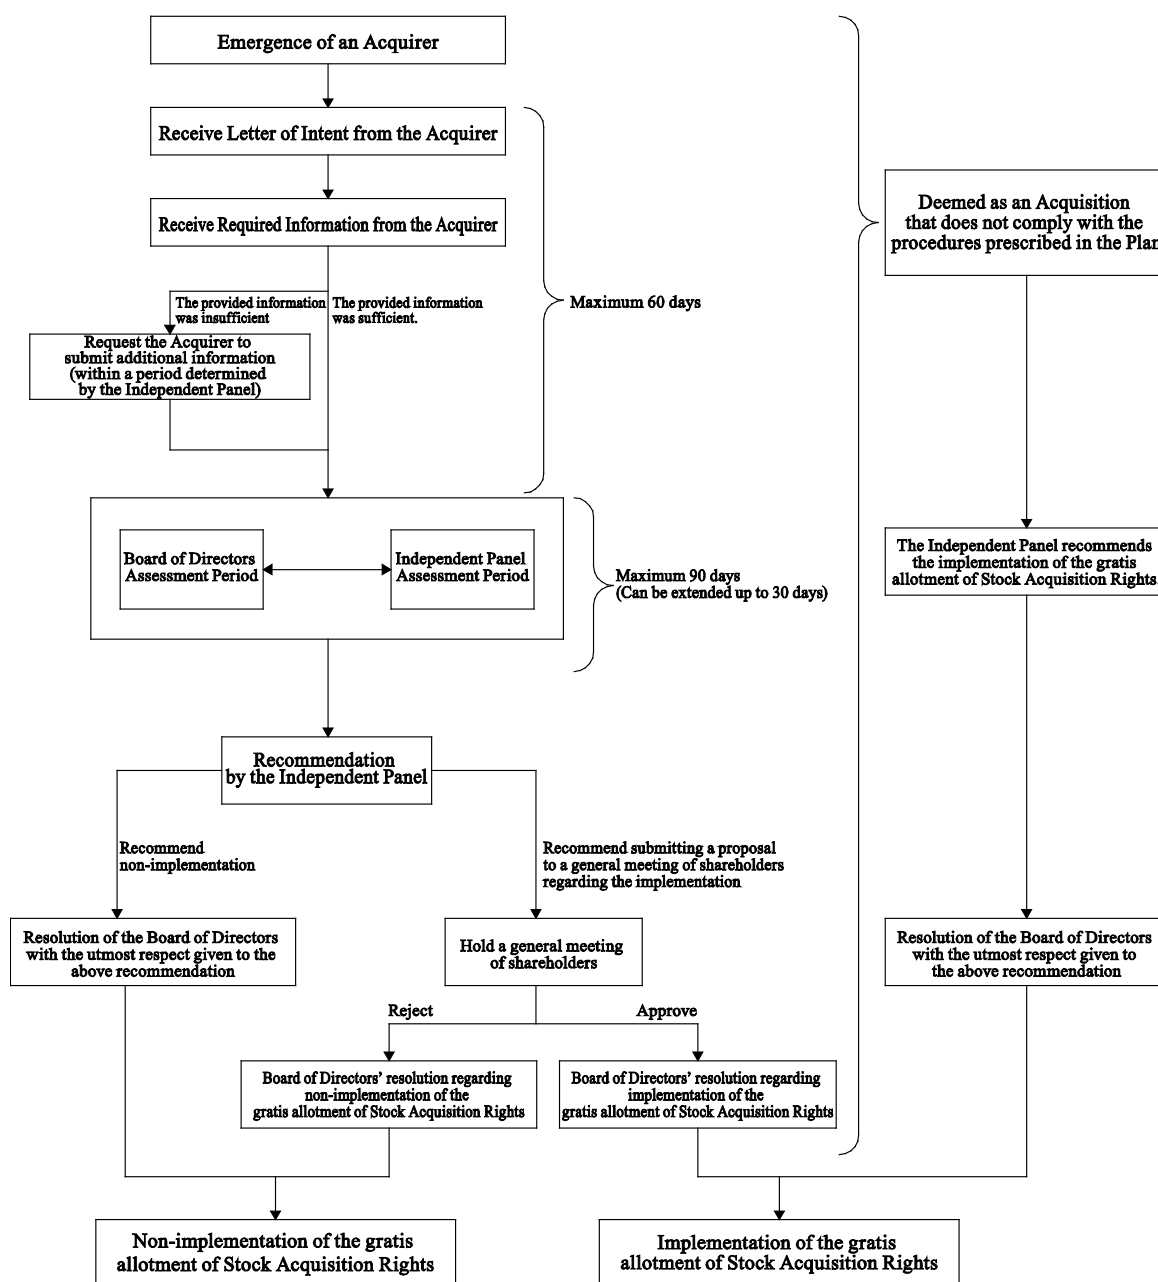 Emergence of an Acquirer
Receive Letter of Intent from the Acquirer
Receive Required Information from the Acquirer
The provided information
was insufficient
The provided information
was sufficient.
Request the Acquirer to
submit additional information
(within a period determined
by the Independent Panel)
Maximum 60 days
Deemed as an Acquisition
that does not comply with the
procedures prescribed in the Plan
Board of Directors
Assessment Period
Independent Panel
Assessment Period
Maximum 90 days
(Can be extended up to 30 days)
The Independent Panel recommends
the implementation of the gratis
allotment of Stock Acquisition Rights.
Recommendation
by the Independent Panel
Recommend
non-implementation
Recommend submitting a proposal
to a general meeting of shareholders
regarding the implementation
Resolution of the Board of Directors
with the utmost respect given to the
above recommendation
Hold a general meeting
of shareholders
Resolution of the Board of Directors
with the utmost respect given to
the above recommendation
Reject
Approve
Board of Directors’ resolution regarding
non-implementation of the
gratis allotment of Stock Acquisition Rights
Board of Directors’ resolution regarding
implementation of the
gratis allotment of Stock Acquisition Rights
Non-implementation of the gratis
allotment of Stock Acquisition Rights
Implementation of the gratis
allotment of Stock Acquisition Rights